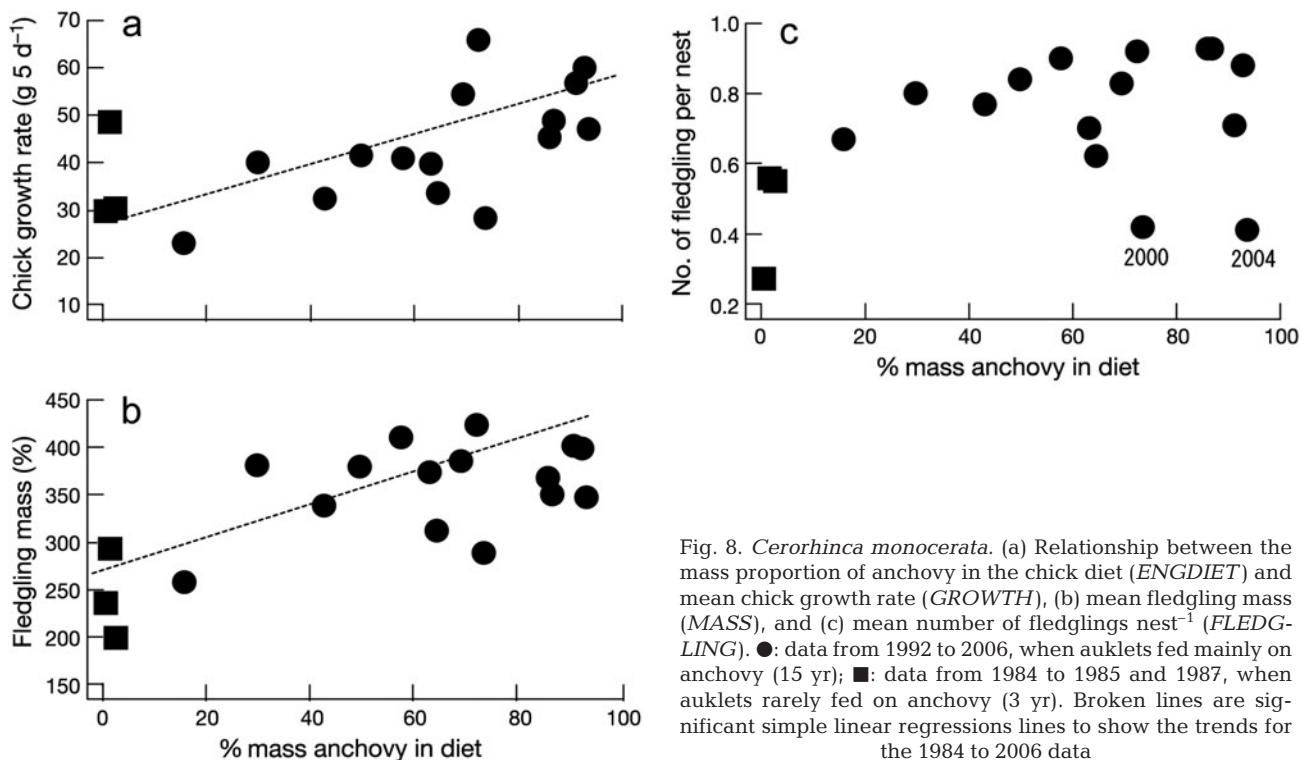 a
Chick growth rate (g 5 d⁻¹)
70
60
50
40
30
20
10
b
Fledgling mass (%)
450
400
350
300
250
200
150
0 20 40 60 80 100
% mass anchovy in diet
c
No. of fledgling per nest
1.0
0.8
0.6
0.4
0.2
2000 2004
0 20 40 60 80 100
% mass anchovy in diet
Fig. 8. Cerorhinca monocerata. (a) Relationship between the
mass proportion of anchovy in the chick diet (ENGDIET) and
mean chick growth rate (GROWTH), (b) mean fledgling mass
(MASS), and (c) mean number of fledglings nest⁻¹ (FLEDG-
LING). ●: data from 1992 to 2006, when auklets fed mainly on
anchovy (15 yr); ■: data from 1984 to 1985 and 1987, when
auklets rarely fed on anchovy (3 yr). Broken lines are sig-
nificant simple linear regressions lines to show the trends for
the 1984 to 2006 data